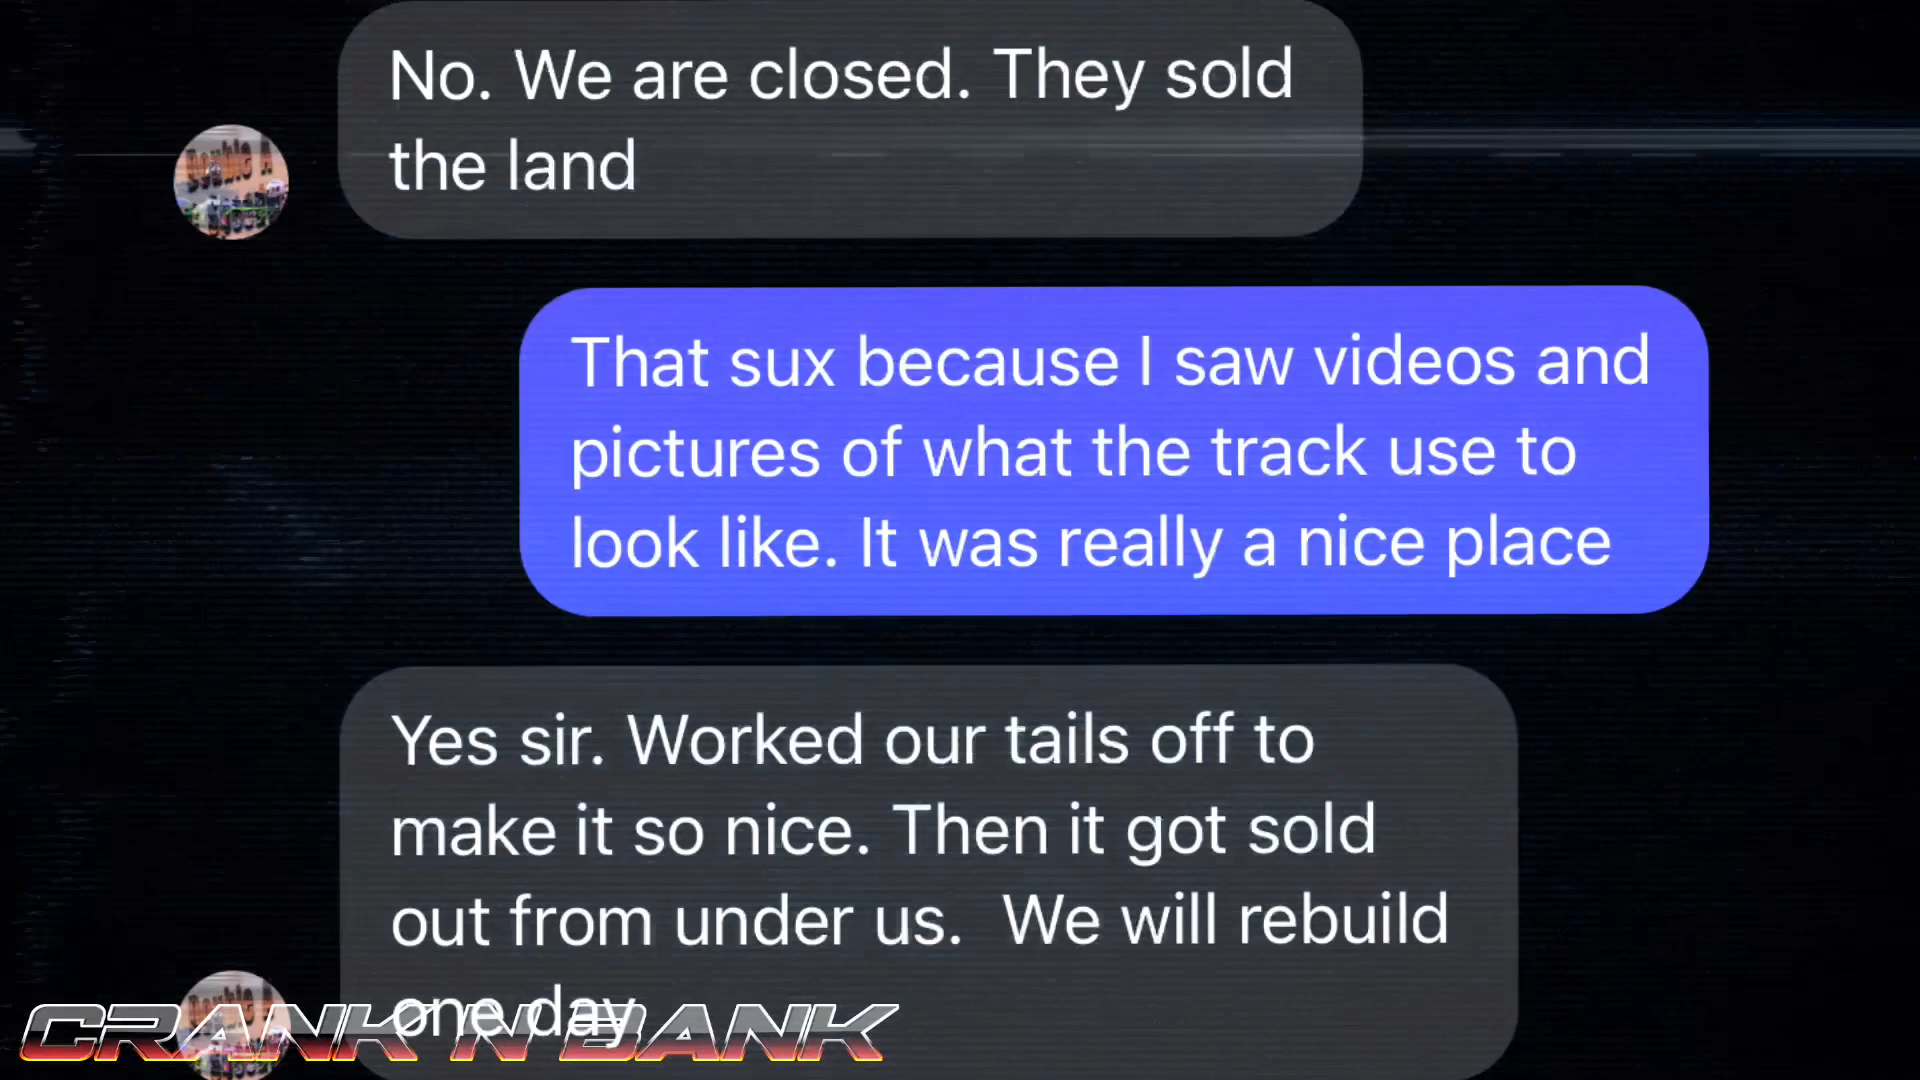 No. We are closed. They sold
the land
Double A
That sux because I saw videos and
pictures of what the track use to
look like. It was really a nice place
Yes sir. Worked our tails off to
make it so nice. Then it got sold
out from under us.  We will rebuild
one day
Double A
CRANK N BANK